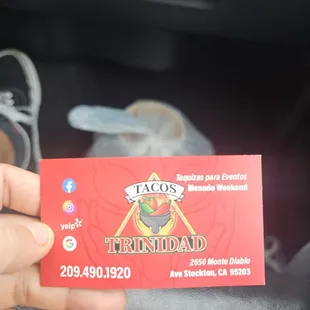 Taquizas para Eventos
Menudo Weekend
TACOS
TRINIDAD
yelp
G
209.490.1920
2650 Monte Diablo
Ave Stockton, CA 95203